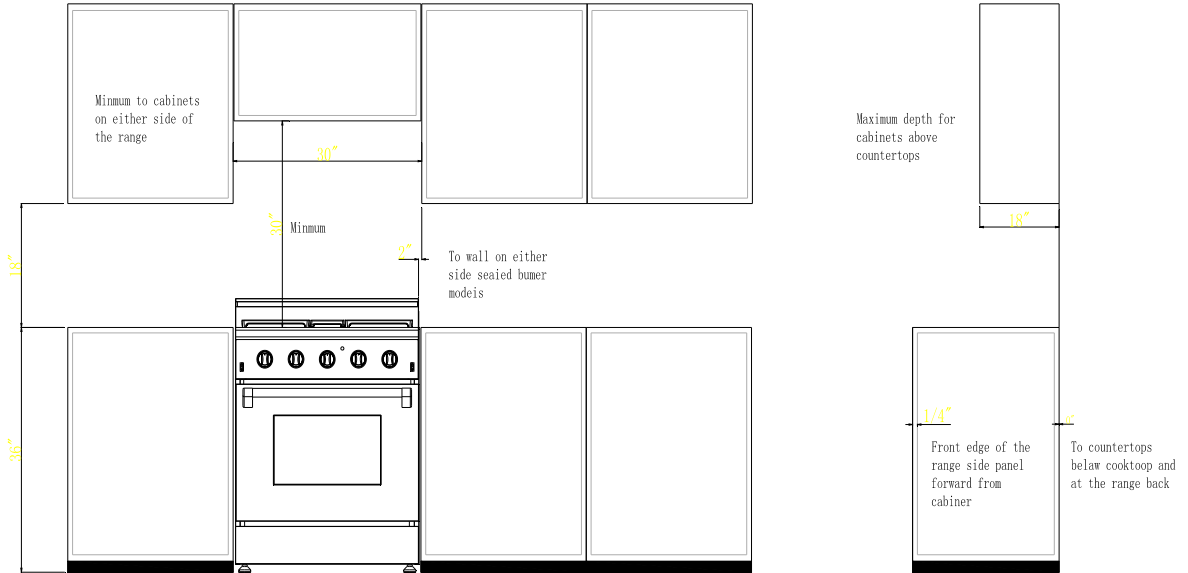 Minmum to cabinets
on either side of
the range
30"
30"
Minmum
2"
18"
To wall on either
side seaied bumer
modeis
36"
Maximum depth for
cabinets above
countertops
18"
1/4"
Front edge of the
range side panel
forward from
cabiner
To countertops
belaw cooktoop and
at the range back